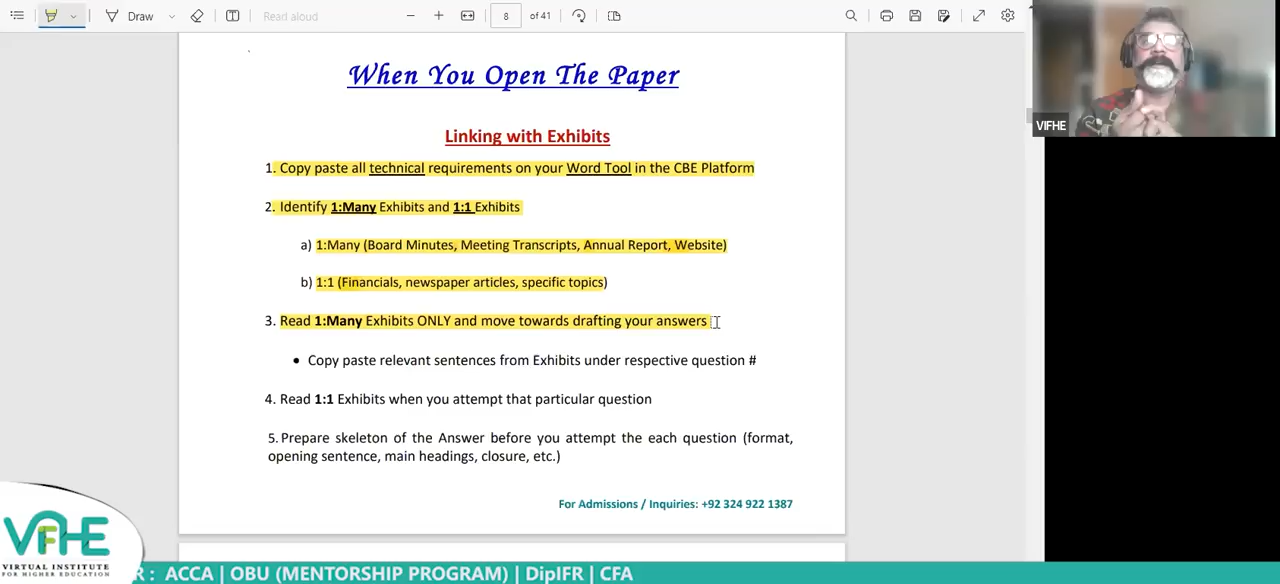 Draw
Read aloud
8
of 41
When You Open The Paper
VIFHE
Linking with Exhibits
1. Copy paste all technical requirements on your Word Tool in the CBE Platform
2. Identify 1:Many Exhibits and 1:1 Exhibits
a) 1:Many (Board Minutes, Meeting Transcripts, Annual Report, Website)
b) 1:1 (Financials, newspaper articles, specific topics)
3. Read 1:Many Exhibits ONLY and move towards drafting your answers
• Copy paste relevant sentences from Exhibits under respective question #
4. Read 1:1 Exhibits when you attempt that particular question
5. Prepare skeleton of the Answer before you attempt the each question (format,
opening sentence, main headings, closure, etc.)
For Admissions / Inquiries: +92 324 922 1387
VIFHE
VIRTUAL INSTITUTE
FOR HIGHER EDUCATION
R : ACCA | OBU (MENTORSHIP PROGRAM) | DipIFR | CFA